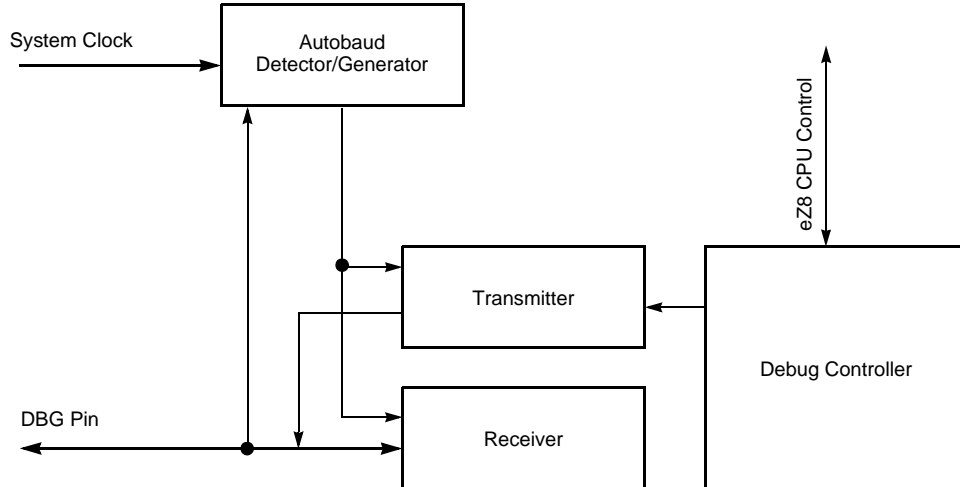 System Clock
Autobaud
Detector/Generator
eZ8 CPU Control
Transmitter
Debug Controller
DBG Pin
Receiver